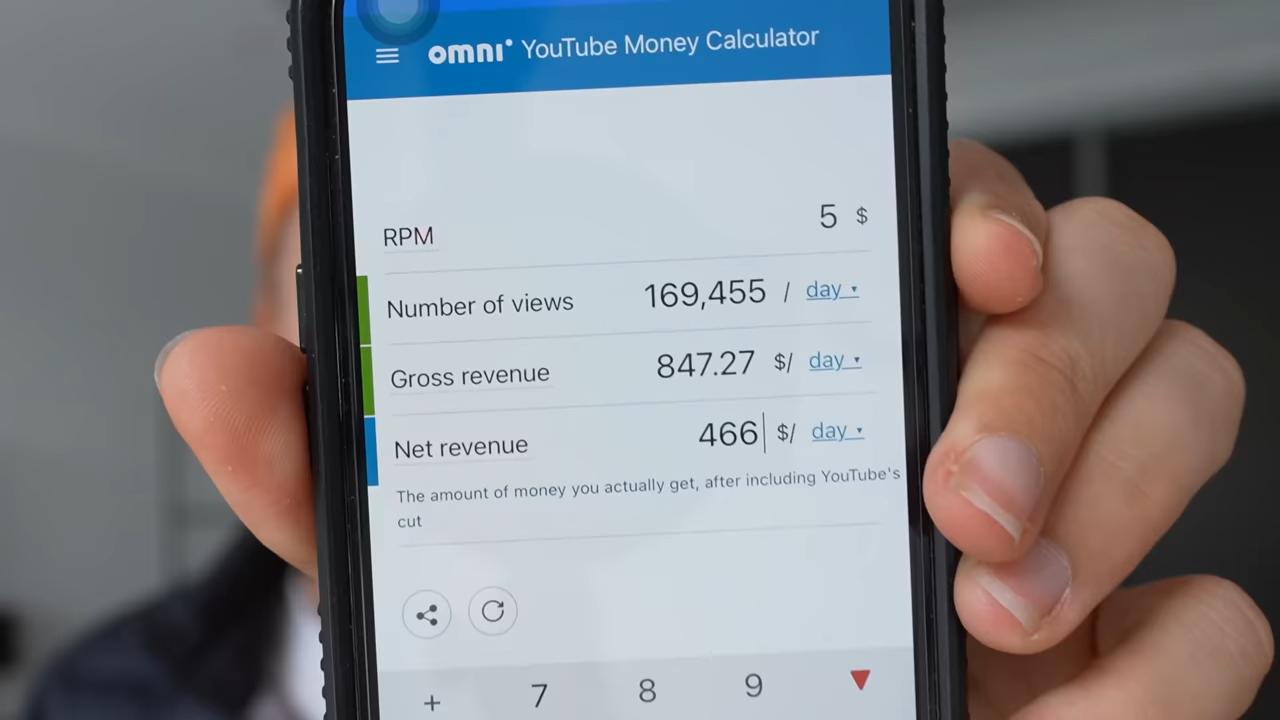 omni YouTube Money Calculator
RPM 5 $
Number of views 169,455 / day
Gross revenue 847.27 $/ day
Net revenue 466 $/ day
The amount of money you actually get, after including YouTube's
cut
+ 7 8 9